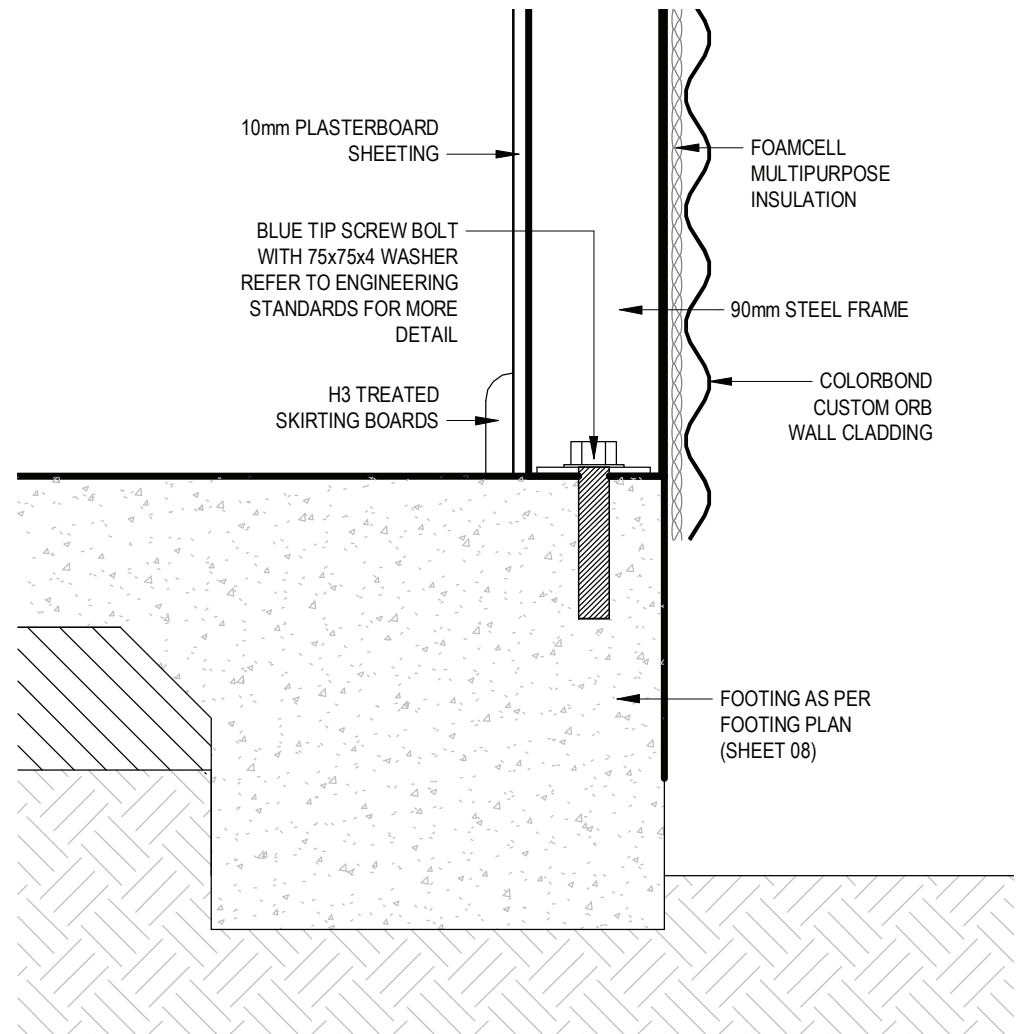 10mm PLASTERBOARD
SHEETING
BLUE TIP SCREW BOLT
WITH 75x75x4 WASHER
REFER TO ENGINEERING
STANDARDS FOR MORE
DETAIL
H3 TREATED
SKIRTING BOARDS
FOAMCELL
MULTIPURPOSE
INSULATION
90mm STEEL FRAME
COLORBOND
CUSTOM ORB
WALL CLADDING
FOOTING AS PER
FOOTING PLAN
(SHEET 08)